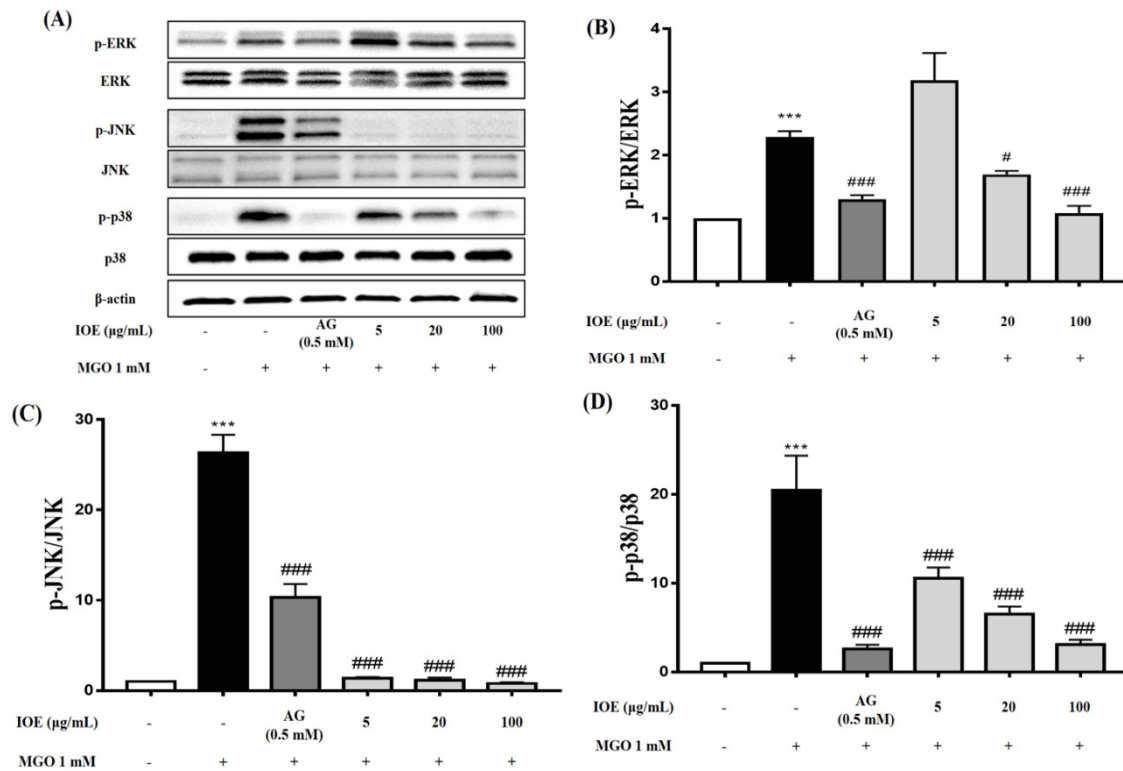 (A)
p-ERK
ERK
p-JNK
JNK
p-p38
p38
β-actin
IOE (μg/mL) - - AG (0.5 mM) 5 20 100
MGO 1 mM - + + + + +
(B)
p-ERK/ERK
4
3
2
1
0
***
###
#
###
IOE (μg/mL) - - AG (0.5 mM) 5 20 100
MGO 1 mM - + + + + +
(C)
p-JNK/JNK
30
20
10
0
***
###
###
###
###
IOE (μg/mL) - - AG (0.5 mM) 5 20 100
MGO 1 mM - + + + + +
(D)
p-p38/p38
30
20
10
0
***
###
###
###
###
IOE (μg/mL) - - AG (0.5 mM) 5 20 100
MGO 1 mM - + + + + +